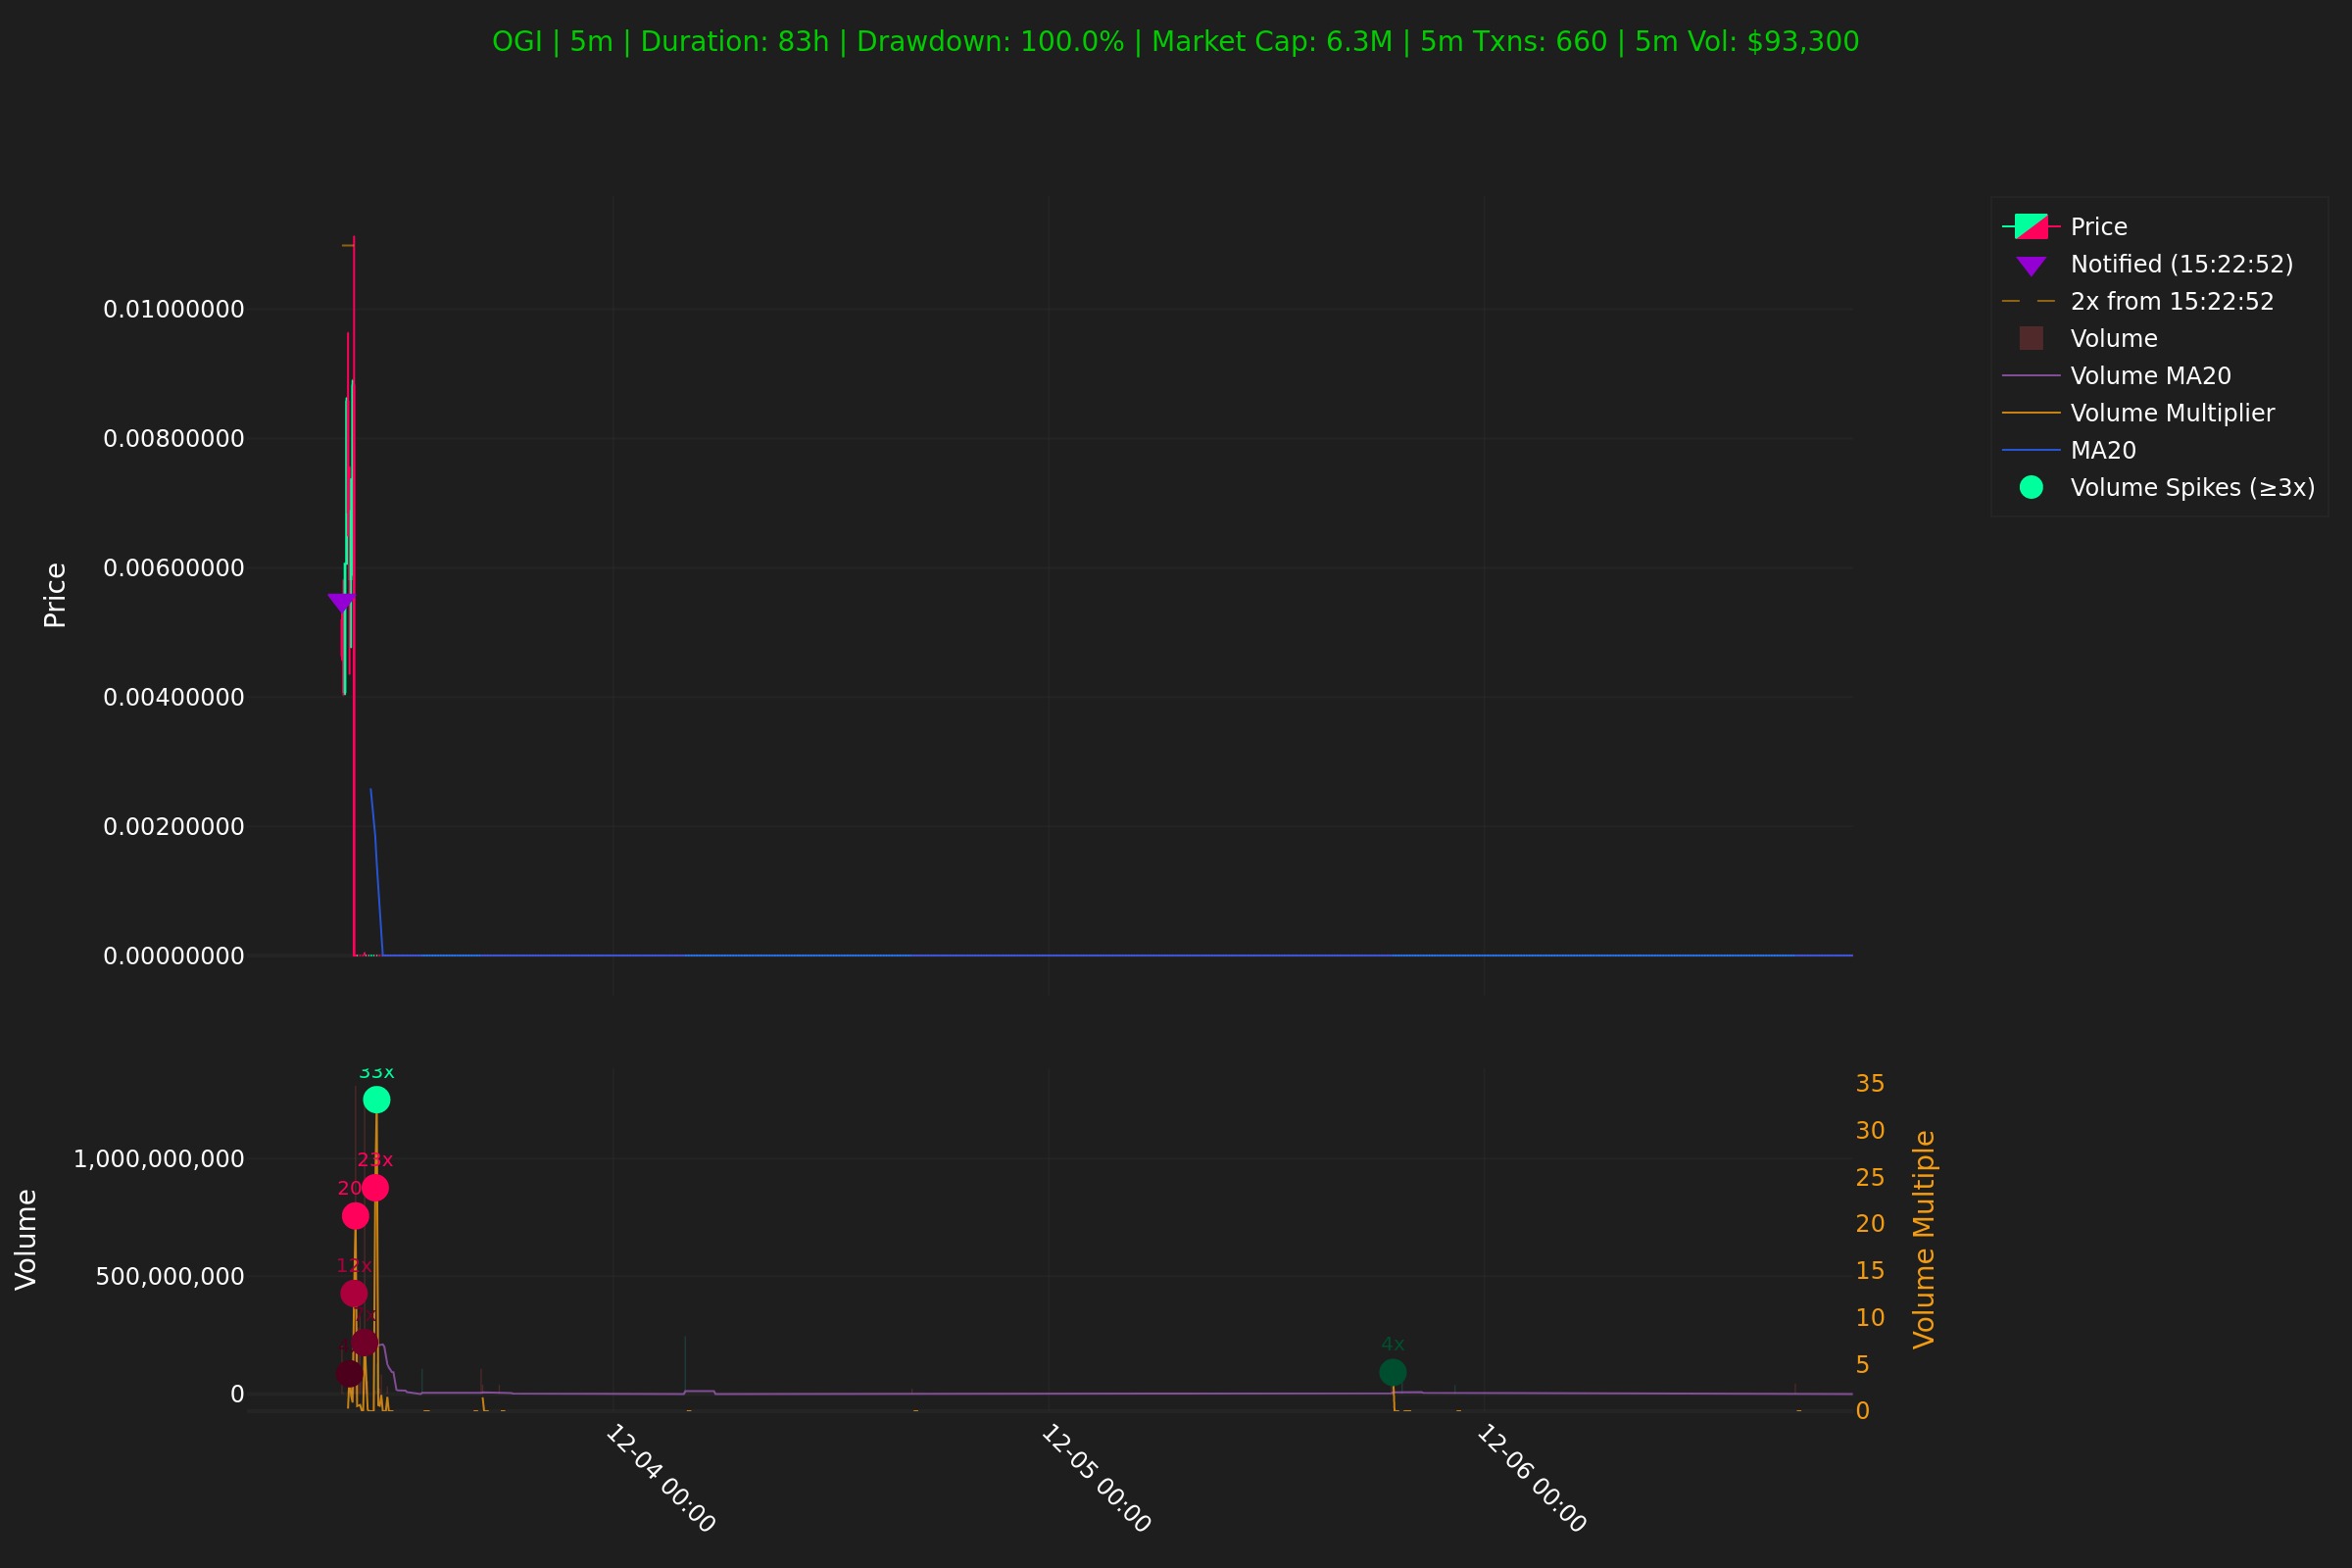 OGI | 5m | Duration: 83h | Drawdown: 100.0% | Market Cap: 6.3M | 5m Txns: 660 | 5m Vol: $93,300
Price
0.01000000
0.00800000
0.00600000
0.00400000
0.00200000
0.00000000
Price
Notified (15:22:52)
2x from 15:22:52
Volume
Volume MA20
Volume Multiplier
MA20
Volume Spikes (≥3x)
Volume
1,000,000,000
500,000,000
0
33x
23x
12x
4x
35
30
25
20
15
10
5
0
Volume Multiple
12-04 00:00
12-05 00:00
12-06 00:00